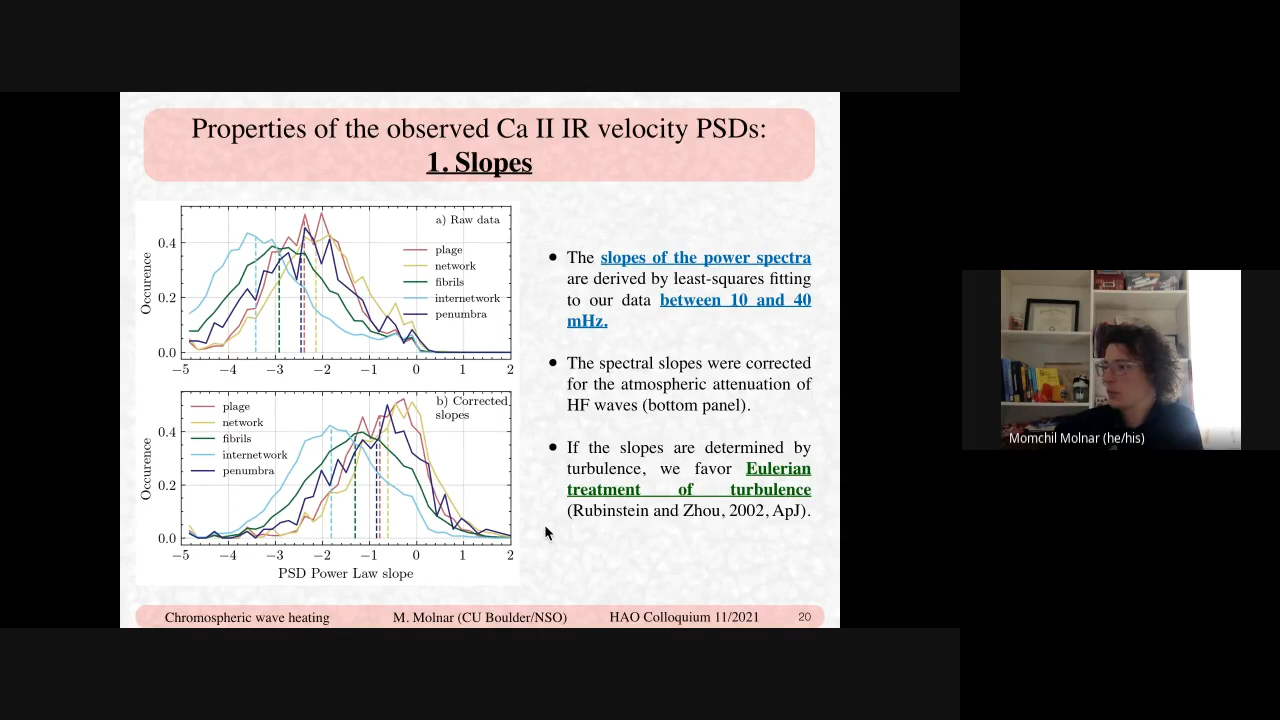 Properties of the observed Ca II IR velocity PSDs:
1. Slopes
a) Raw data
plage
network
fibrils
internetwork
penumbra
Occurence
0.4
0.2
0.0
−5 −4 −3 −2 −1 0 1 2
b) Corrected
slopes
plage
network
fibrils
internetwork
penumbra
Occurence
0.4
0.2
0.0
−5 −4 −3 −2 −1 0 1 2
PSD Power Law slope
• The slopes of the power spectra
are derived by least-squares fitting
to our data between 10 and 40
mHz.
• The spectral slopes were corrected
for the atmospheric attenuation of
HF waves (bottom panel).
• If the slopes are determined by
turbulence, we favor Eulerian
treatment of turbulence
(Rubinstein and Zhou, 2002, ApJ).
Chromospheric wave heating M. Molnar (CU Boulder/NSO) HAO Colloquium 11/2021 20
Momchil Molnar (he/his)